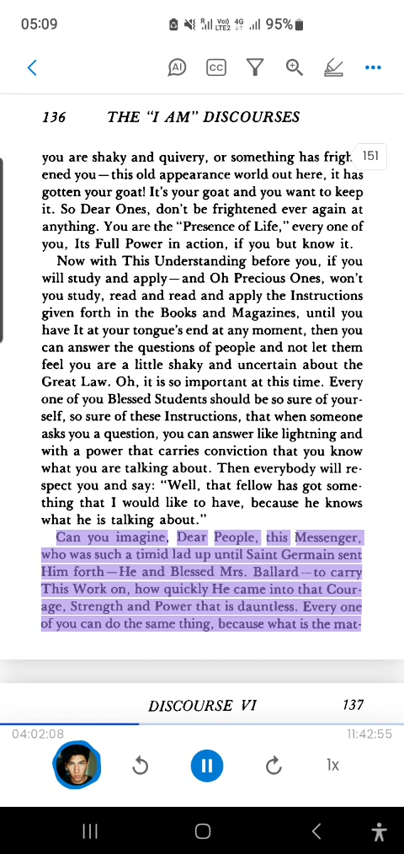 05:09
4G
95%
AI CC
136 THE "I AM" DISCOURSES
151
you are shaky and quivery, or something has fright-
ened you—this old appearance world out here, it has
gotten your goat! It's your goat and you want to keep
it. So Dear Ones, don't be frightened ever again at
anything. You are the "Presence of Life," every one of
you, Its Full Power in action, if you but know it.
Now with This Understanding before you, if you
will study and apply—and Oh Precious Ones, won't
you study, read and read and apply the Instructions
given forth in the Books and Magazines, until you
have It at your tongue's end at any moment, then you
can answer the questions of people and not let them
feel you are a little shaky and uncertain about the
Great Law. Oh, it is so important at this time. Every
one of you Blessed Students should be so sure of your-
self, so sure of these Instructions, that when someone
asks you a question, you can answer like lightning and
with a power that carries conviction that you know
what you are talking about. Then everybody will re-
spect you and say: "Well, that fellow has got some-
thing that I would like to have, because he knows
what he is talking about."
Can you imagine, Dear People, this Messenger,
who was such a timid lad up until Saint Germain sent
Him forth—He and Blessed Mrs. Ballard—to carry
This Work on, how quickly He came into that Cour-
age, Strength and Power that is dauntless. Every one
of you can do the same thing, because what is the mat-
DISCOURSE VI 137
04:02:08 11:42:55
1x